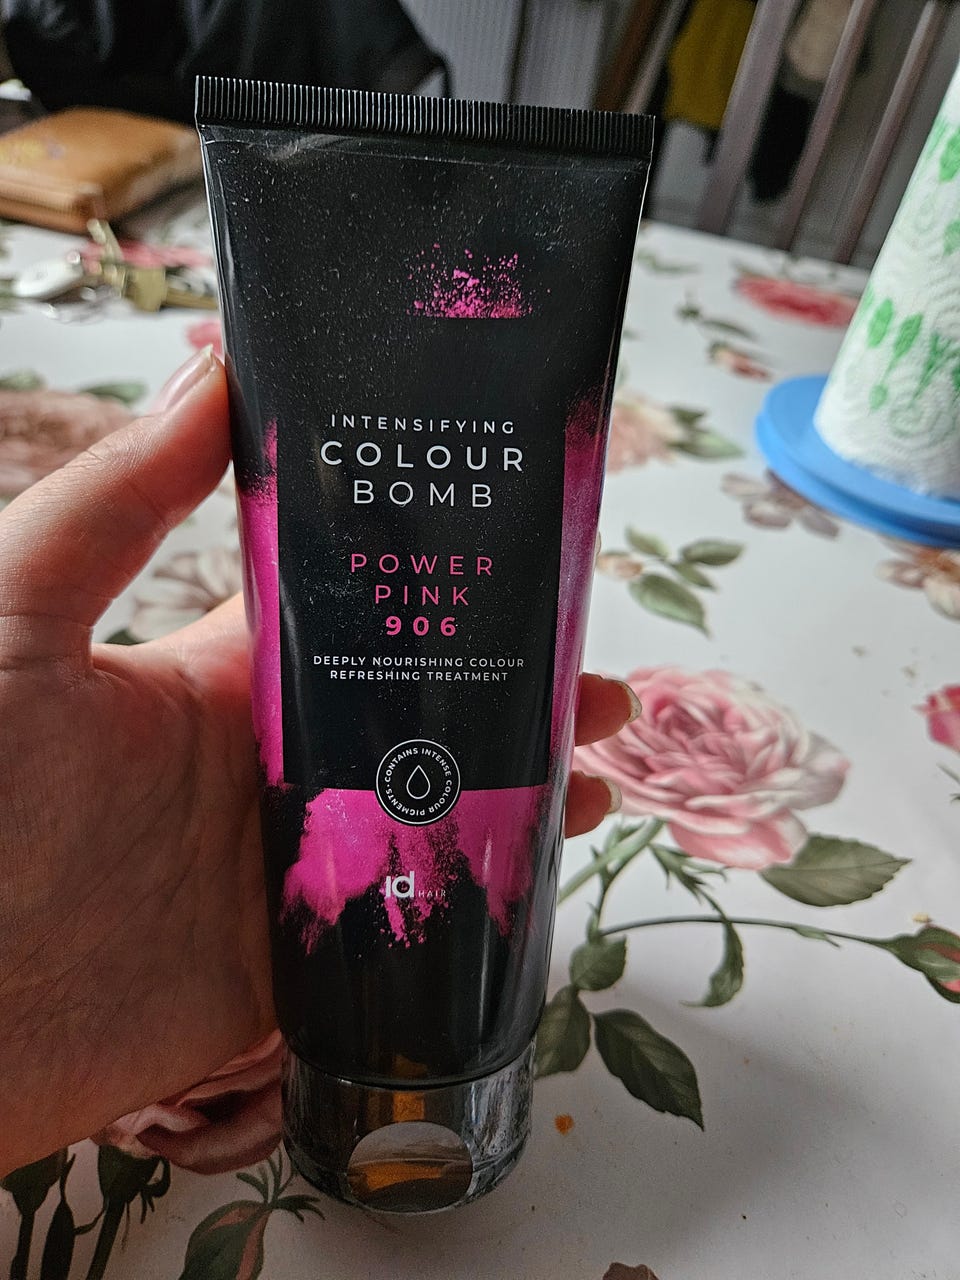 INTENSIFYING
COLOUR
BOMB
POWER
PINK
906
DEEPLY NOURISHING COLOUR
REFRESHING TREATMENT
CONTAINS INTENSE COLOUR PIGMENTS
id HAIR